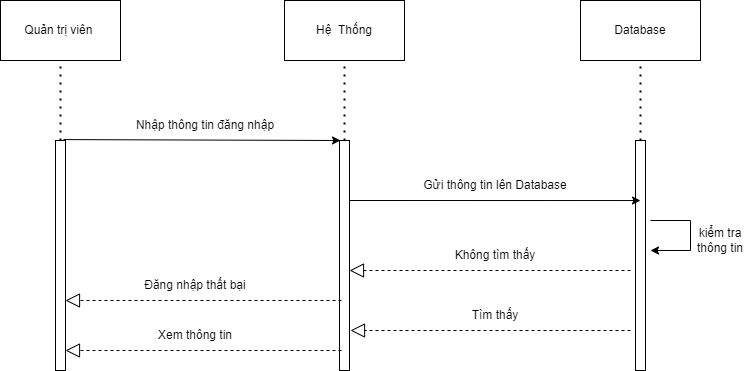 Quản trị viên
Hệ Thống
Database
Nhập thông tin đăng nhập
Gửi thông tin lên Database
kiểm tra
thông tin
Không tìm thấy
Đăng nhập thất bại
Tìm thấy
Xem thông tin